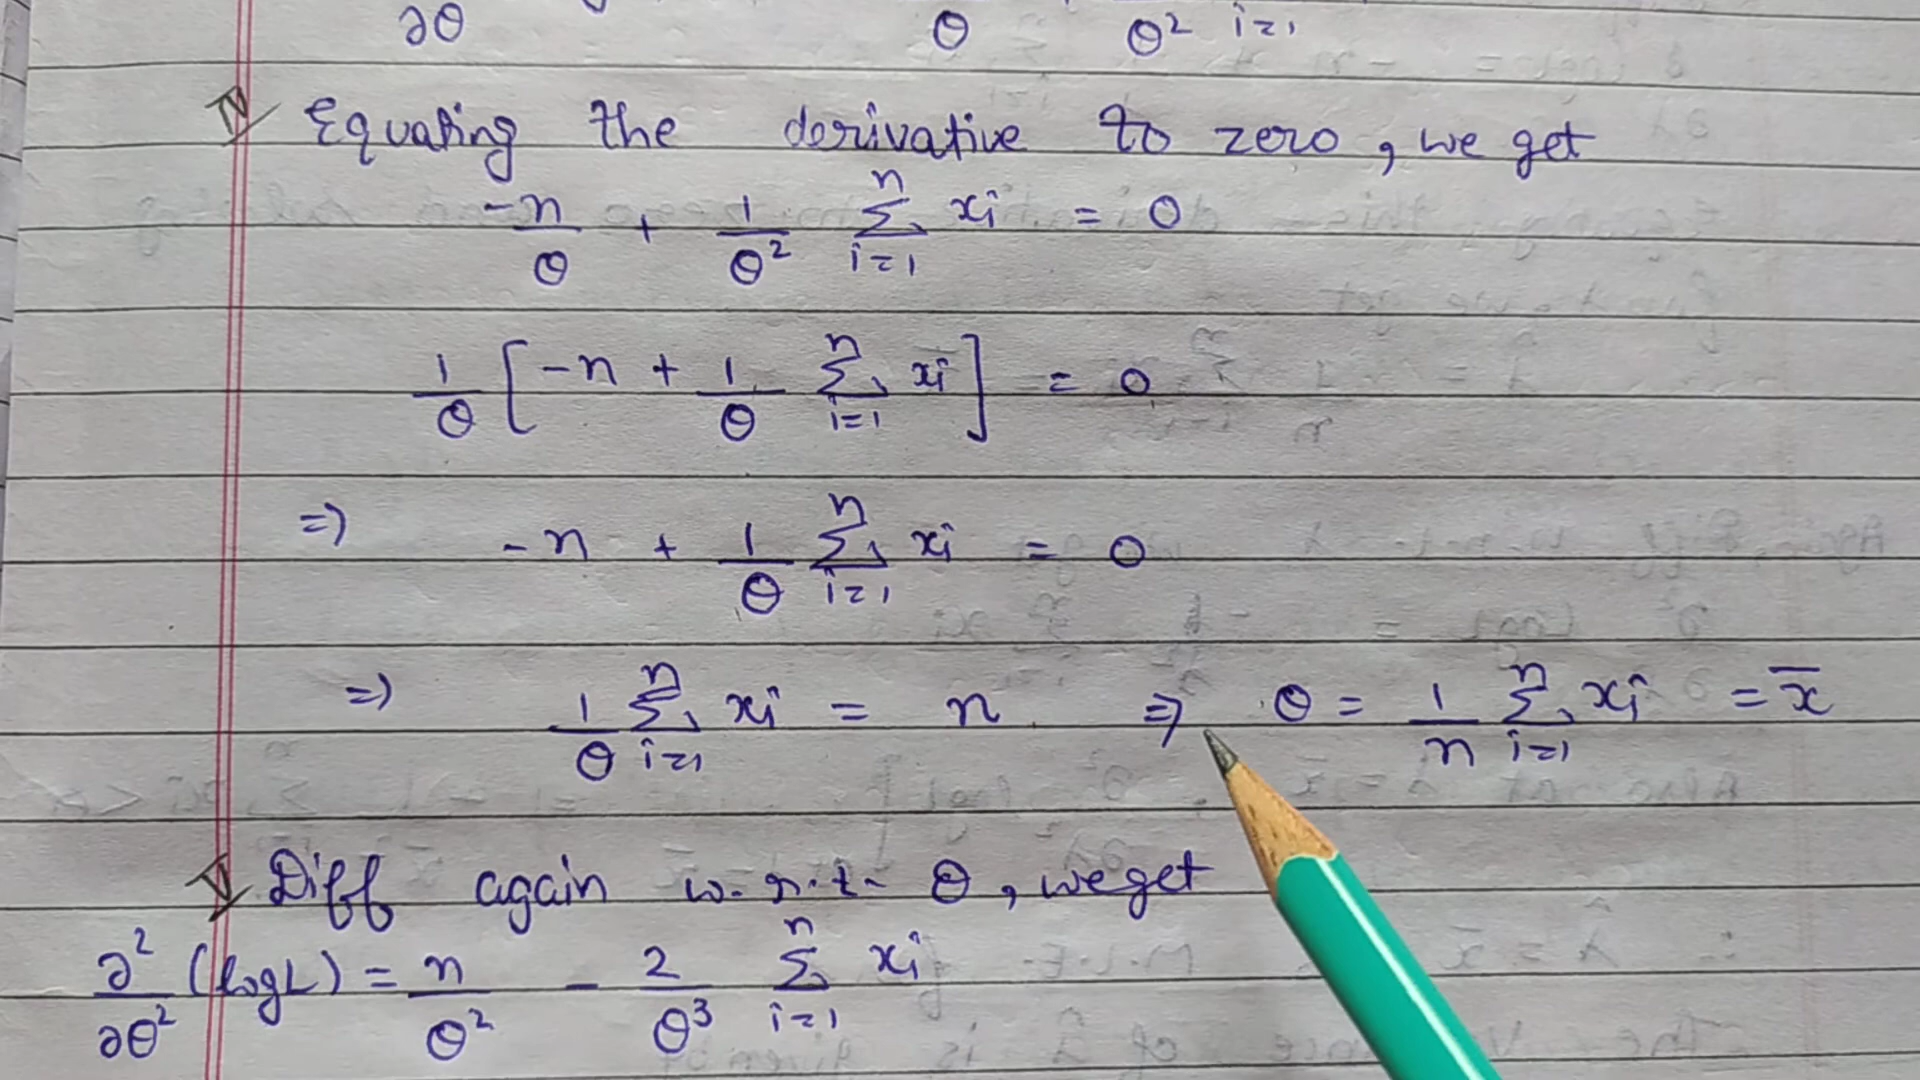 ∂θ θ θ² i=1
IV Equating the derivative to zero, we get
-n/θ + 1/θ² Σ_{i=1}^{n} xi = 0
1/θ [-n + 1/θ Σ_{i=1}^{n} xi] = 0
=> -n + 1/θ Σ_{i=1}^{n} xi = 0
=> 1/θ Σ_{i=1}^{n} xi = n => θ = 1/n Σ_{i=1}^{n} xi = x̅
V Diff again w.r.t. θ, we get
∂²/∂θ² (logL) = n/θ² - 2/θ³ Σ_{i=1}^{n} xi